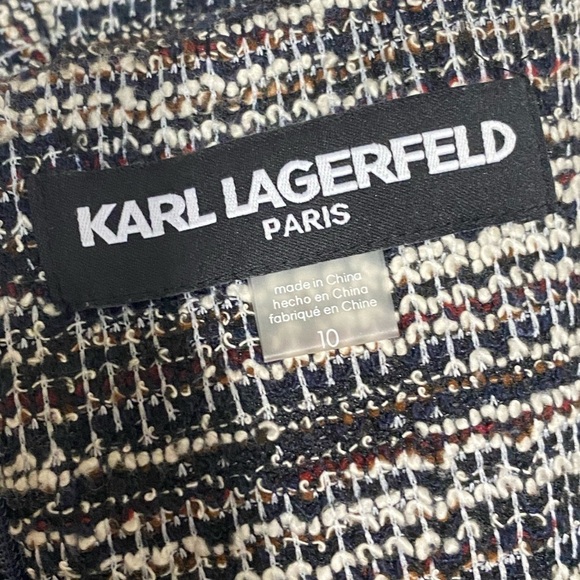 KARL LAGERFELD
PARIS
made in China
hecho en China
fabriqué en Chine
10